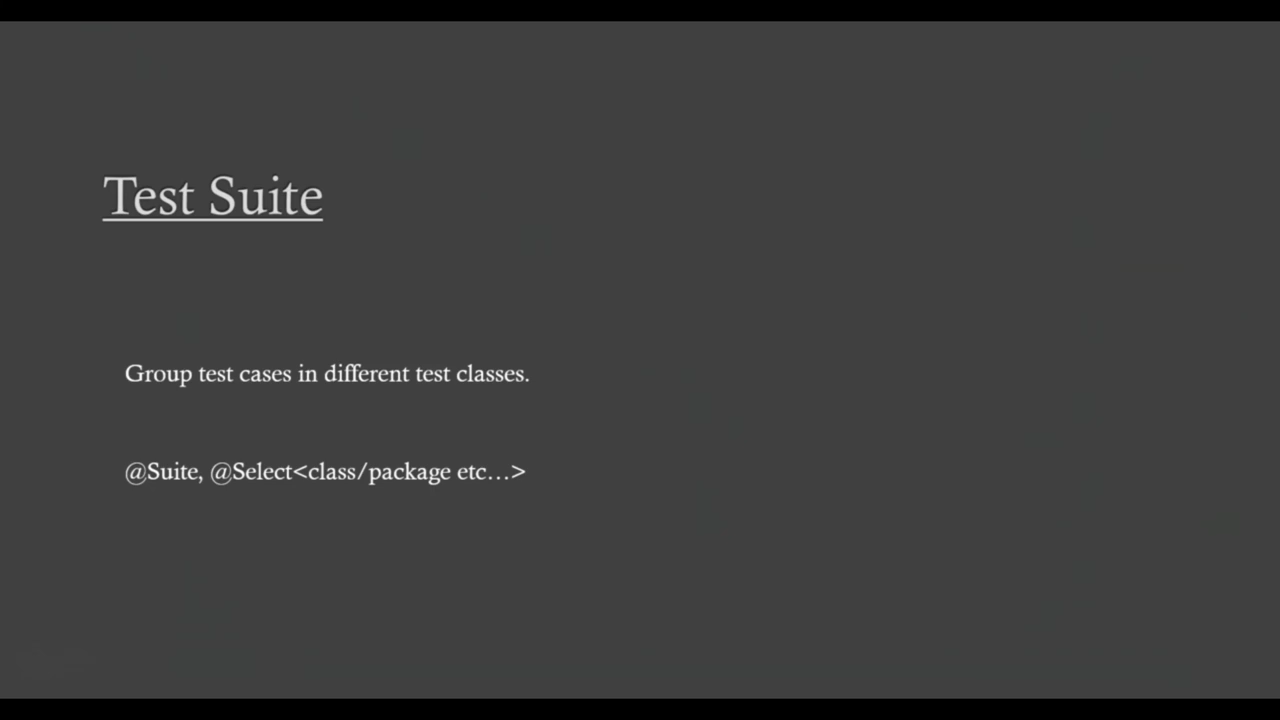 Test Suite
Group test cases in different test classes.
@Suite, @Select<class/package etc...>